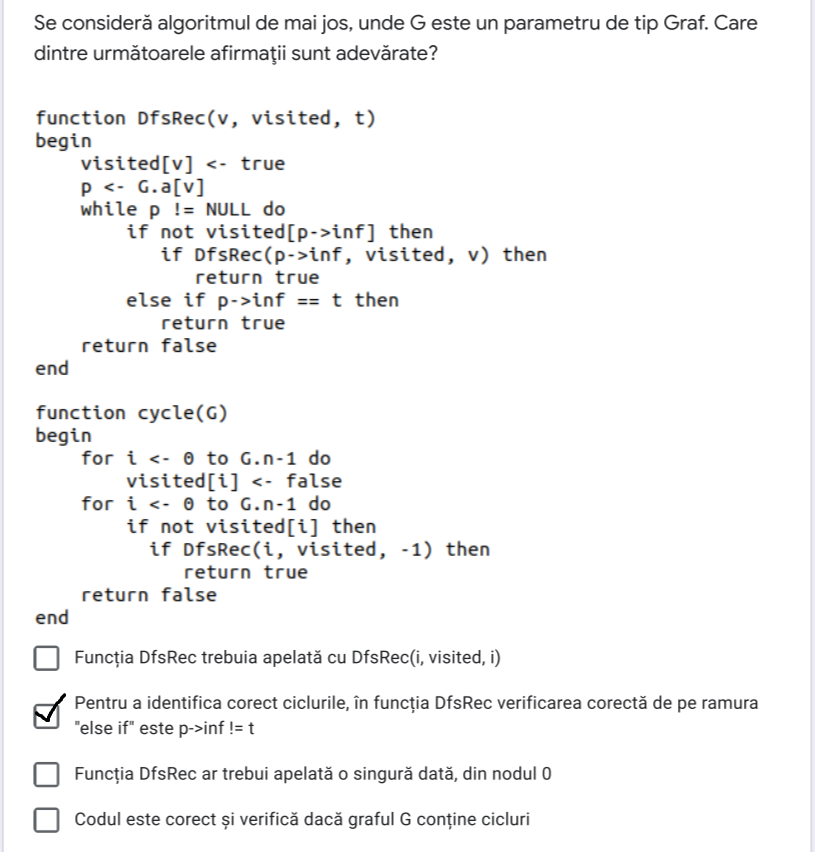 Se consideră algoritmul de mai jos, unde G este un parametru de tip Graf. Care
dintre următoarele afirmații sunt adevărate?
function DfsRec(v, visited, t)
begin
    visited[v] <- true
    p <- G.a[v]
    while p != NULL do
        if not visited[p->inf] then
           if DfsRec(p->inf, visited, v) then
              return true
        else if p->inf == t then
           return true
    return false
end
function cycle(G)
begin
    for i <- 0 to G.n-1 do
        visited[i] <- false
    for i <- 0 to G.n-1 do
        if not visited[i] then
          if DfsRec(i, visited, -1) then
             return true
    return false
end
Funcția DfsRec trebuia apelată cu DfsRec(i, visited, i)
Pentru a identifica corect ciclurile, în funcția DfsRec verificarea corectă de pe ramura
"else if" este p->inf != t
Funcția DfsRec ar trebui apelată o singură dată, din nodul 0
Codul este corect și verifică dacă graful G conține cicluri